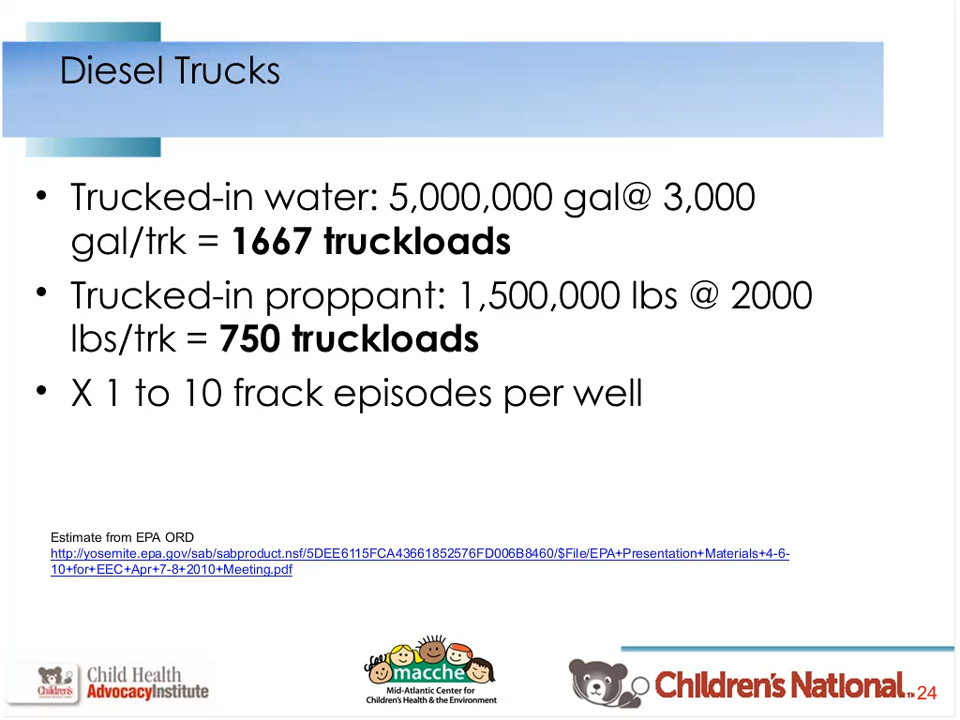 Diesel Trucks
• Trucked-in water: 5,000,000 gal@ 3,000
gal/trk = 1667 truckloads
• Trucked-in proppant: 1,500,000 lbs @ 2000
lbs/trk = 750 truckloads
• X 1 to 10 frack episodes per well
Estimate from EPA ORD
http://yosemite.epa.gov/sab/sabproduct.nsf/5DEE6115FCA43661852576FD006B8460/$File/EPA+Presentation+Materials+4-6-
10+for+EEC+Apr+7-8+2010+Meeting.pdf
Children's
Child Health
AdvocacyInstitute
macche
Mid-Atlantic Center for
Children's Health & the Environment
Children's National™
24